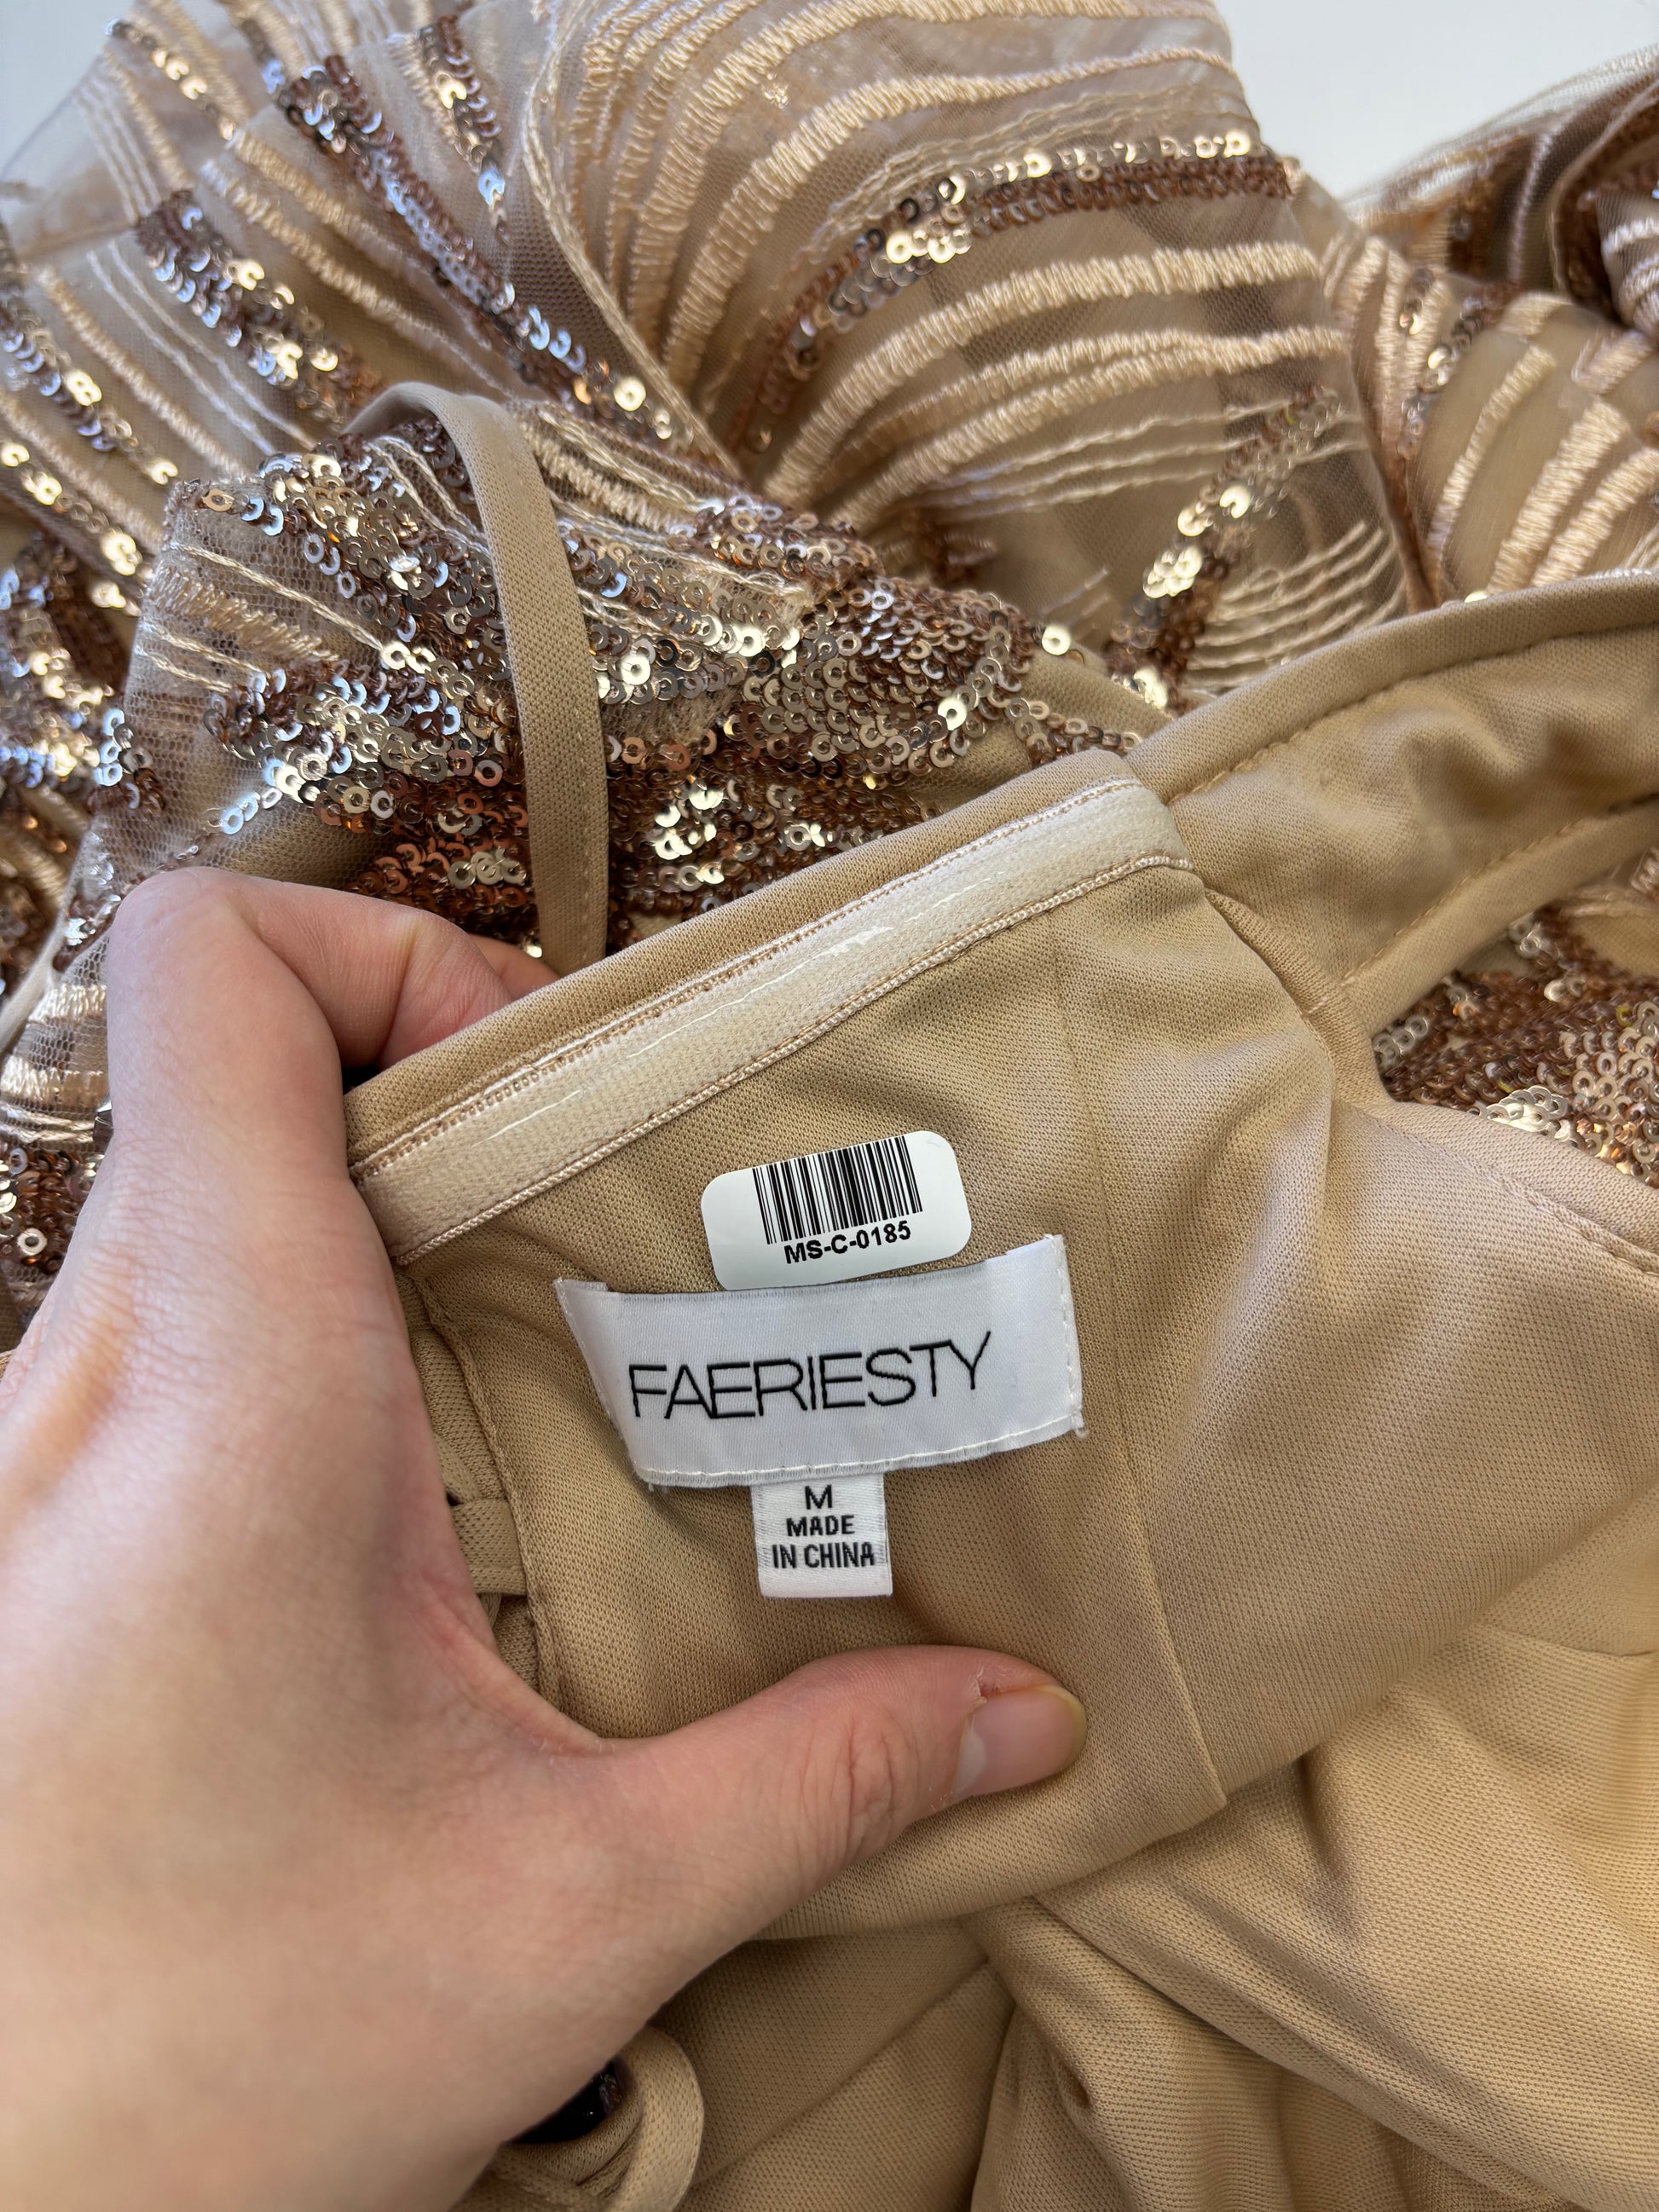 MS-C-0185
FAERIESTY
M
MADE
IN CHINA